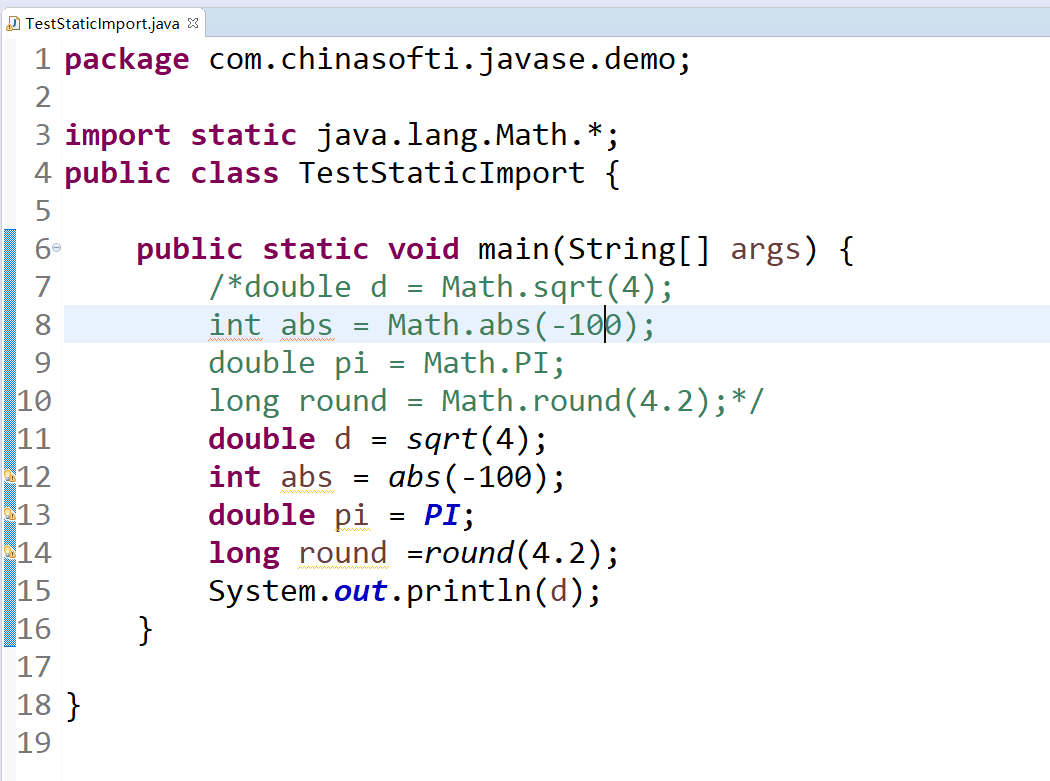 TestStaticImport.java
1 package com.chinasofti.javase.demo;
2
3 import static java.lang.Math.*;
4 public class TestStaticImport {
5
6     public static void main(String[] args) {
7         /*double d = Math.sqrt(4);
8         int abs = Math.abs(-100);
9         double pi = Math.PI;
10         long round = Math.round(4.2);*/
11         double d = sqrt(4);
12         int abs = abs(-100);
13         double pi = PI;
14         long round =round(4.2);
15         System.out.println(d);
16     }
17
18 }
19